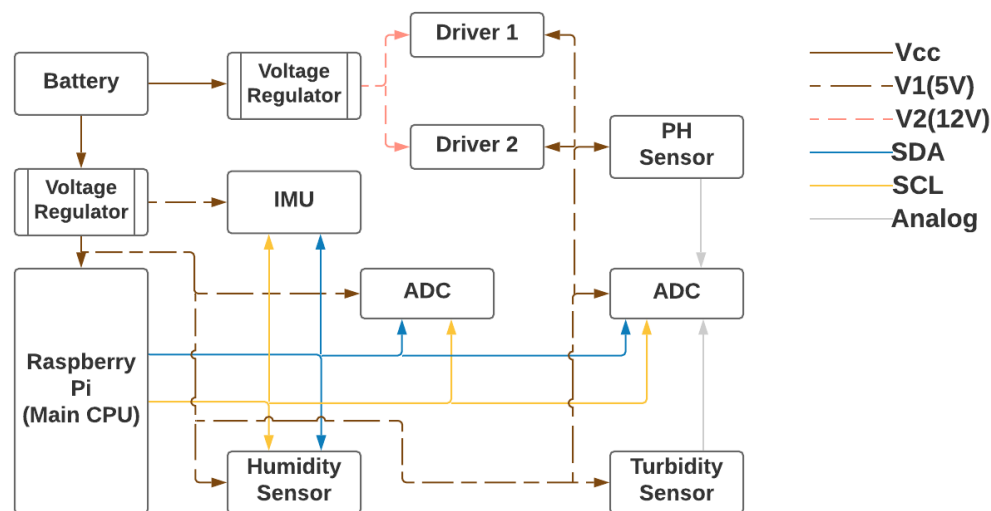 Driver 1
Battery
Voltage
Regulator
Driver 2
PH
Sensor
Voltage
Regulator
IMU
ADC
ADC
Raspberry
Pi
(Main CPU)
Humidity
Sensor
Turbidity
Sensor
Vcc
V1(5V)
V2(12V)
SDA
SCL
Analog